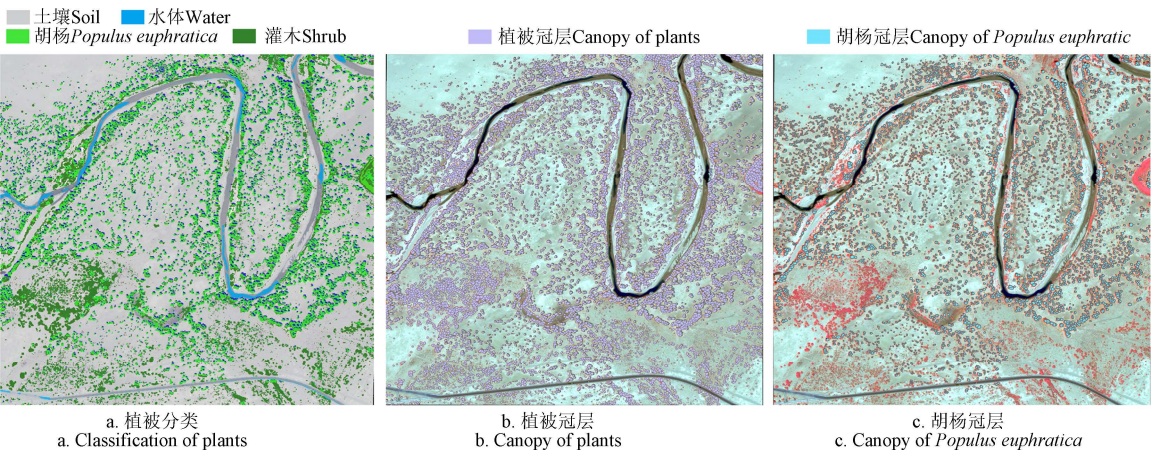 土壤Soil 水体Water
胡杨Populus euphratica 灌木Shrub
植被冠层Canopy of plants
胡杨冠层Canopy of Populus euphratic
a. 植被分类
a. Classification of plants
b. 植被冠层
b. Canopy of plants
c. 胡杨冠层
c. Canopy of Populus euphratica